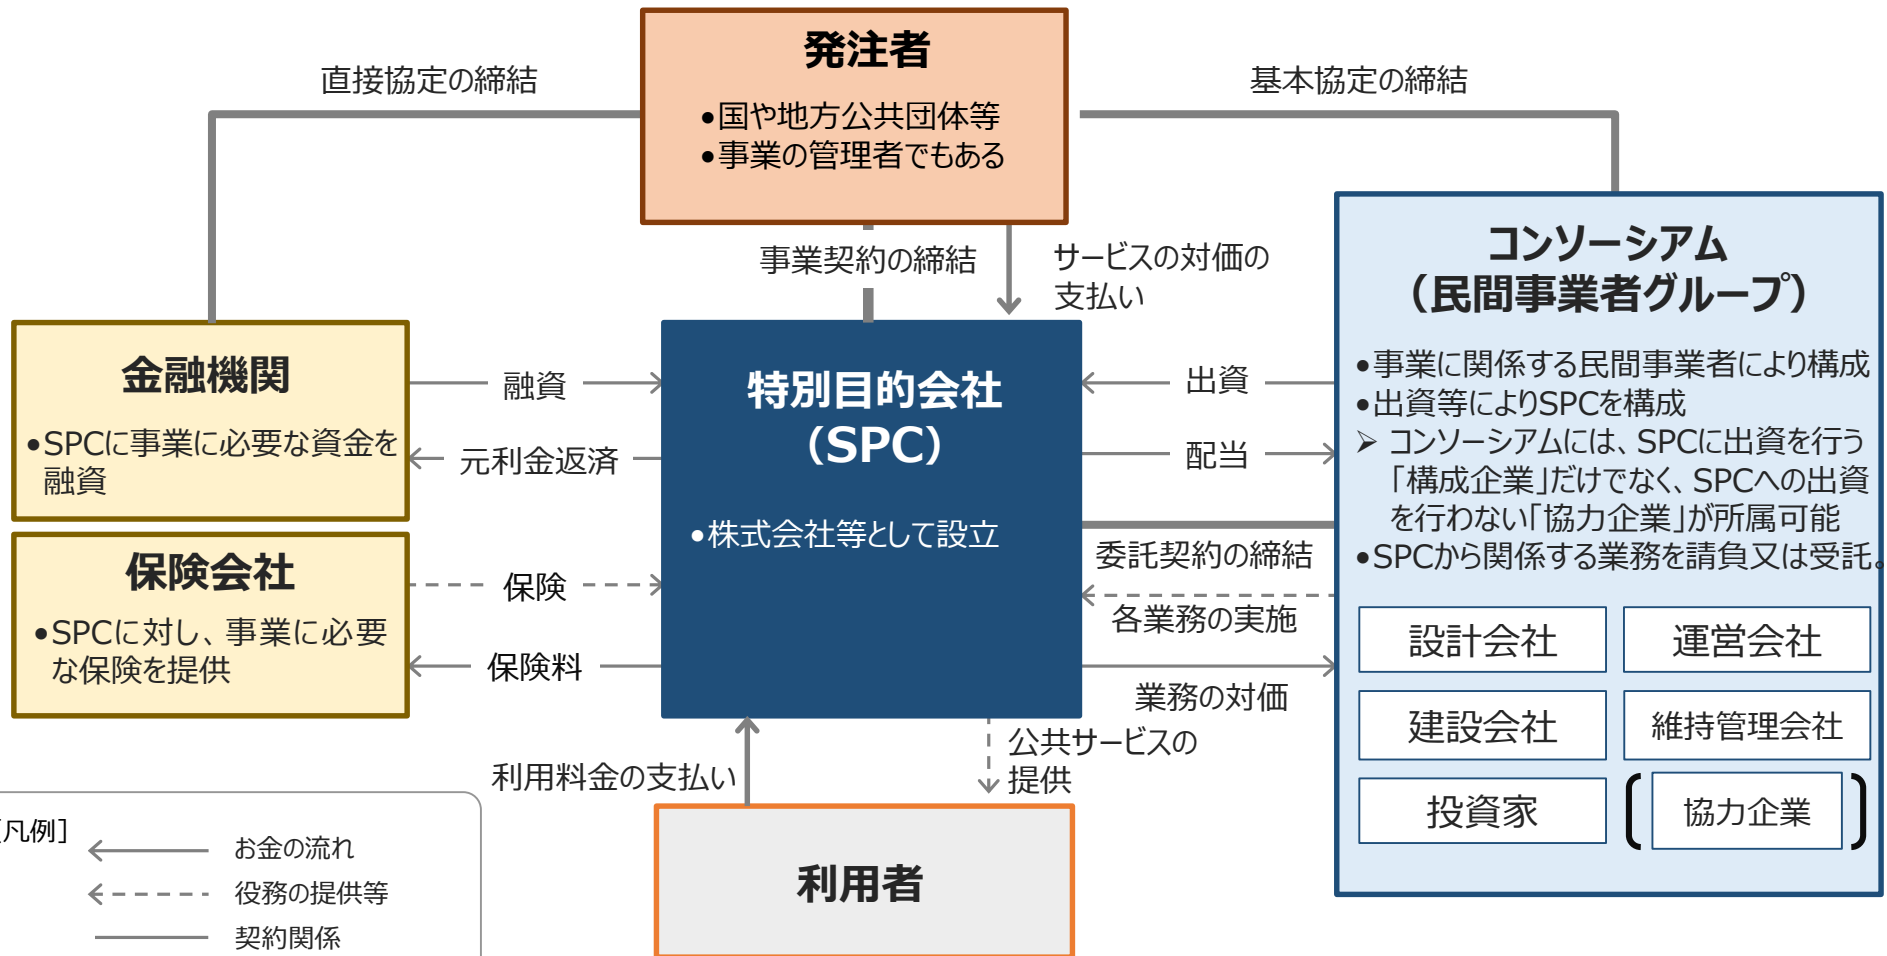 発注者
•国や地方公共団体等
•事業の管理者でもある
直接協定の締結
基本協定の締結
事業契約の締結
サービスの対価の
支払い
金融機関
•SPCに事業に必要な資金を
融資
保険会社
•SPCに対し、事業に必要
な保険を提供
融資
元利金返済
保険
保険料
特別目的会社
（SPC）
•株式会社等として設立
出資
配当
委託契約の締結
各業務の実施
業務の対価
コンソーシアム
（民間事業者グループ）
•事業に関係する民間事業者により構成
•出資等によりSPCを構成
➢ コンソーシアムには、SPCに出資を行う
「構成企業」だけでなく、SPCへの出資
を行わない「協力企業」が所属可能
•SPCから関係する業務を請負又は受託。
設計会社
運営会社
建設会社
維持管理会社
投資家
協力企業
利用料金の支払い
公共サービスの
提供
利用者
［凡例］
お金の流れ
役務の提供等
契約関係